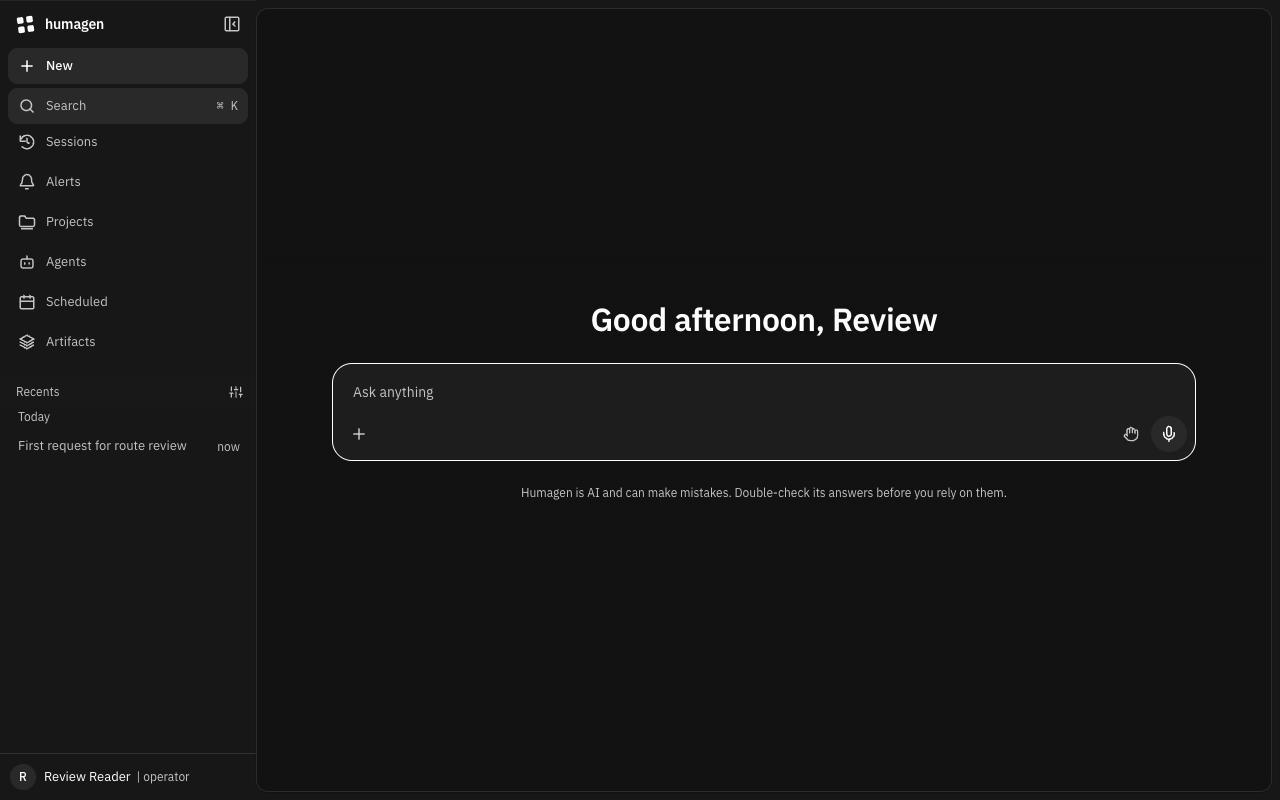 humagen
New
Search ⌘ K
Sessions
Alerts
Projects
Agents
Scheduled
Artifacts
Recents
Today
First request for route review now
R Review Reader | operator
Good afternoon, Review
Ask anything
Humagen is AI and can make mistakes. Double-check its answers before you rely on them.